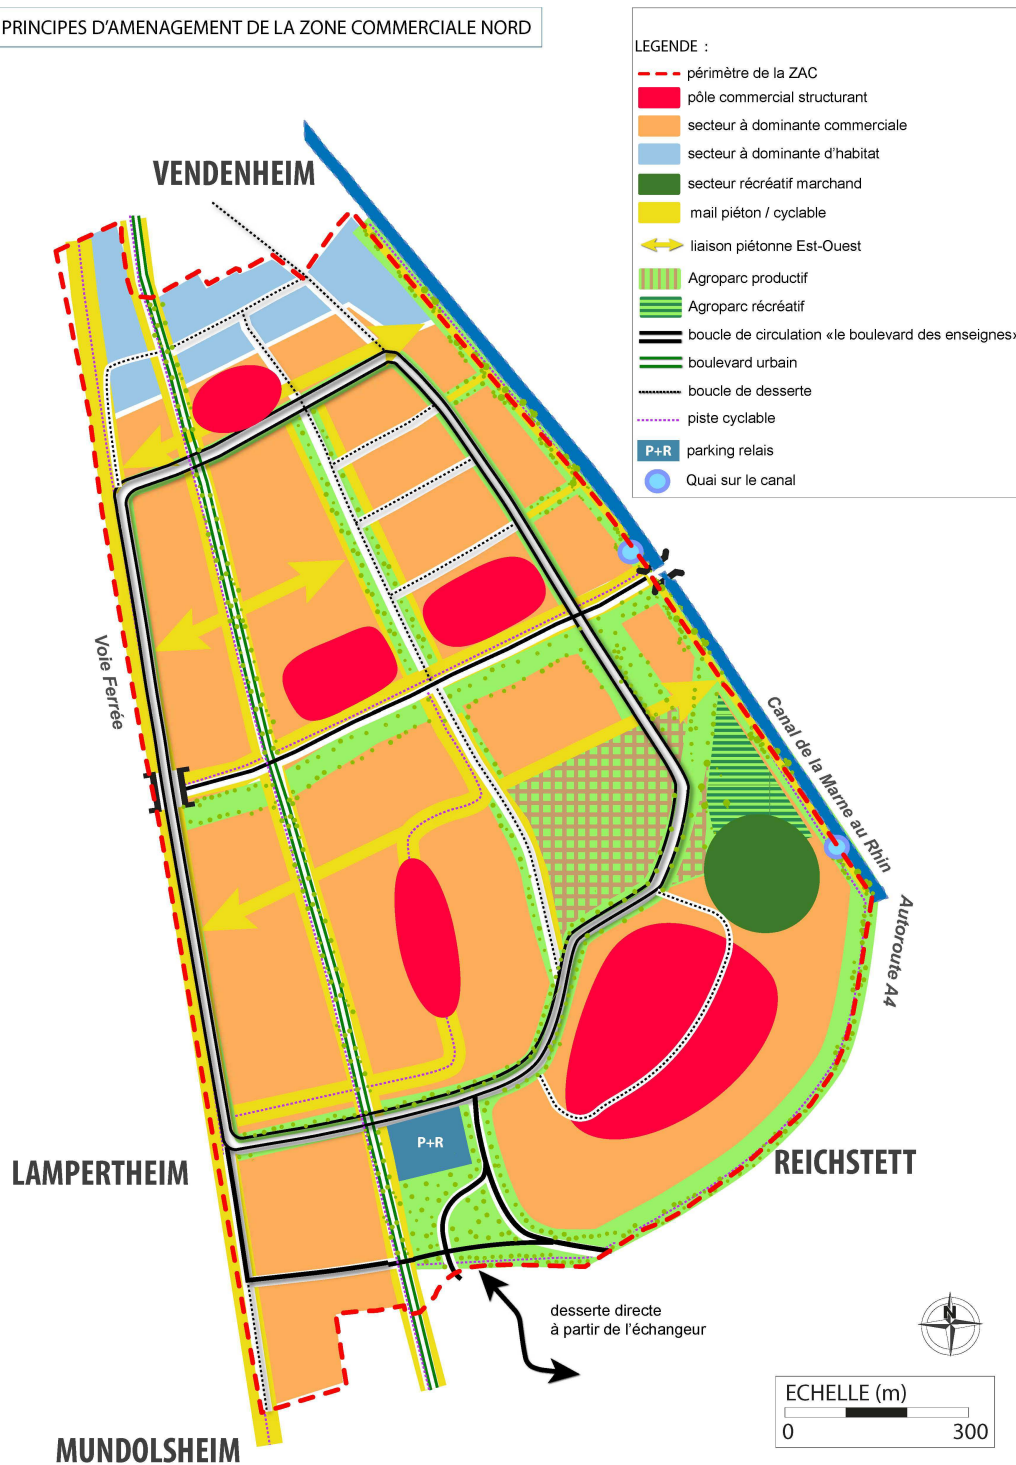 PRINCIPES D'AMENAGEMENT DE LA ZONE COMMERCIALE NORD
LEGENDE :
périmètre de la ZAC
pôle commercial structurant
secteur à dominante commerciale
secteur à dominante d'habitat
secteur récréatif marchand
mail piéton / cyclable
liaison piétonne Est-Ouest
Agroparc productif
Agroparc récréatif
boucle de circulation «le boulevard des enseignes»
boulevard urbain
boucle de desserte
piste cyclable
P+R parking relais
Quai sur le canal
VENDENHEIM
Voie Ferrée
Canal de la Marne au Rhin
Autoroute A4
P+R
LAMPERTHEIM
REICHSTETT
desserte directe
à partir de l'échangeur
N
ECHELLE (m)
0 300
MUNDOLSHEIM